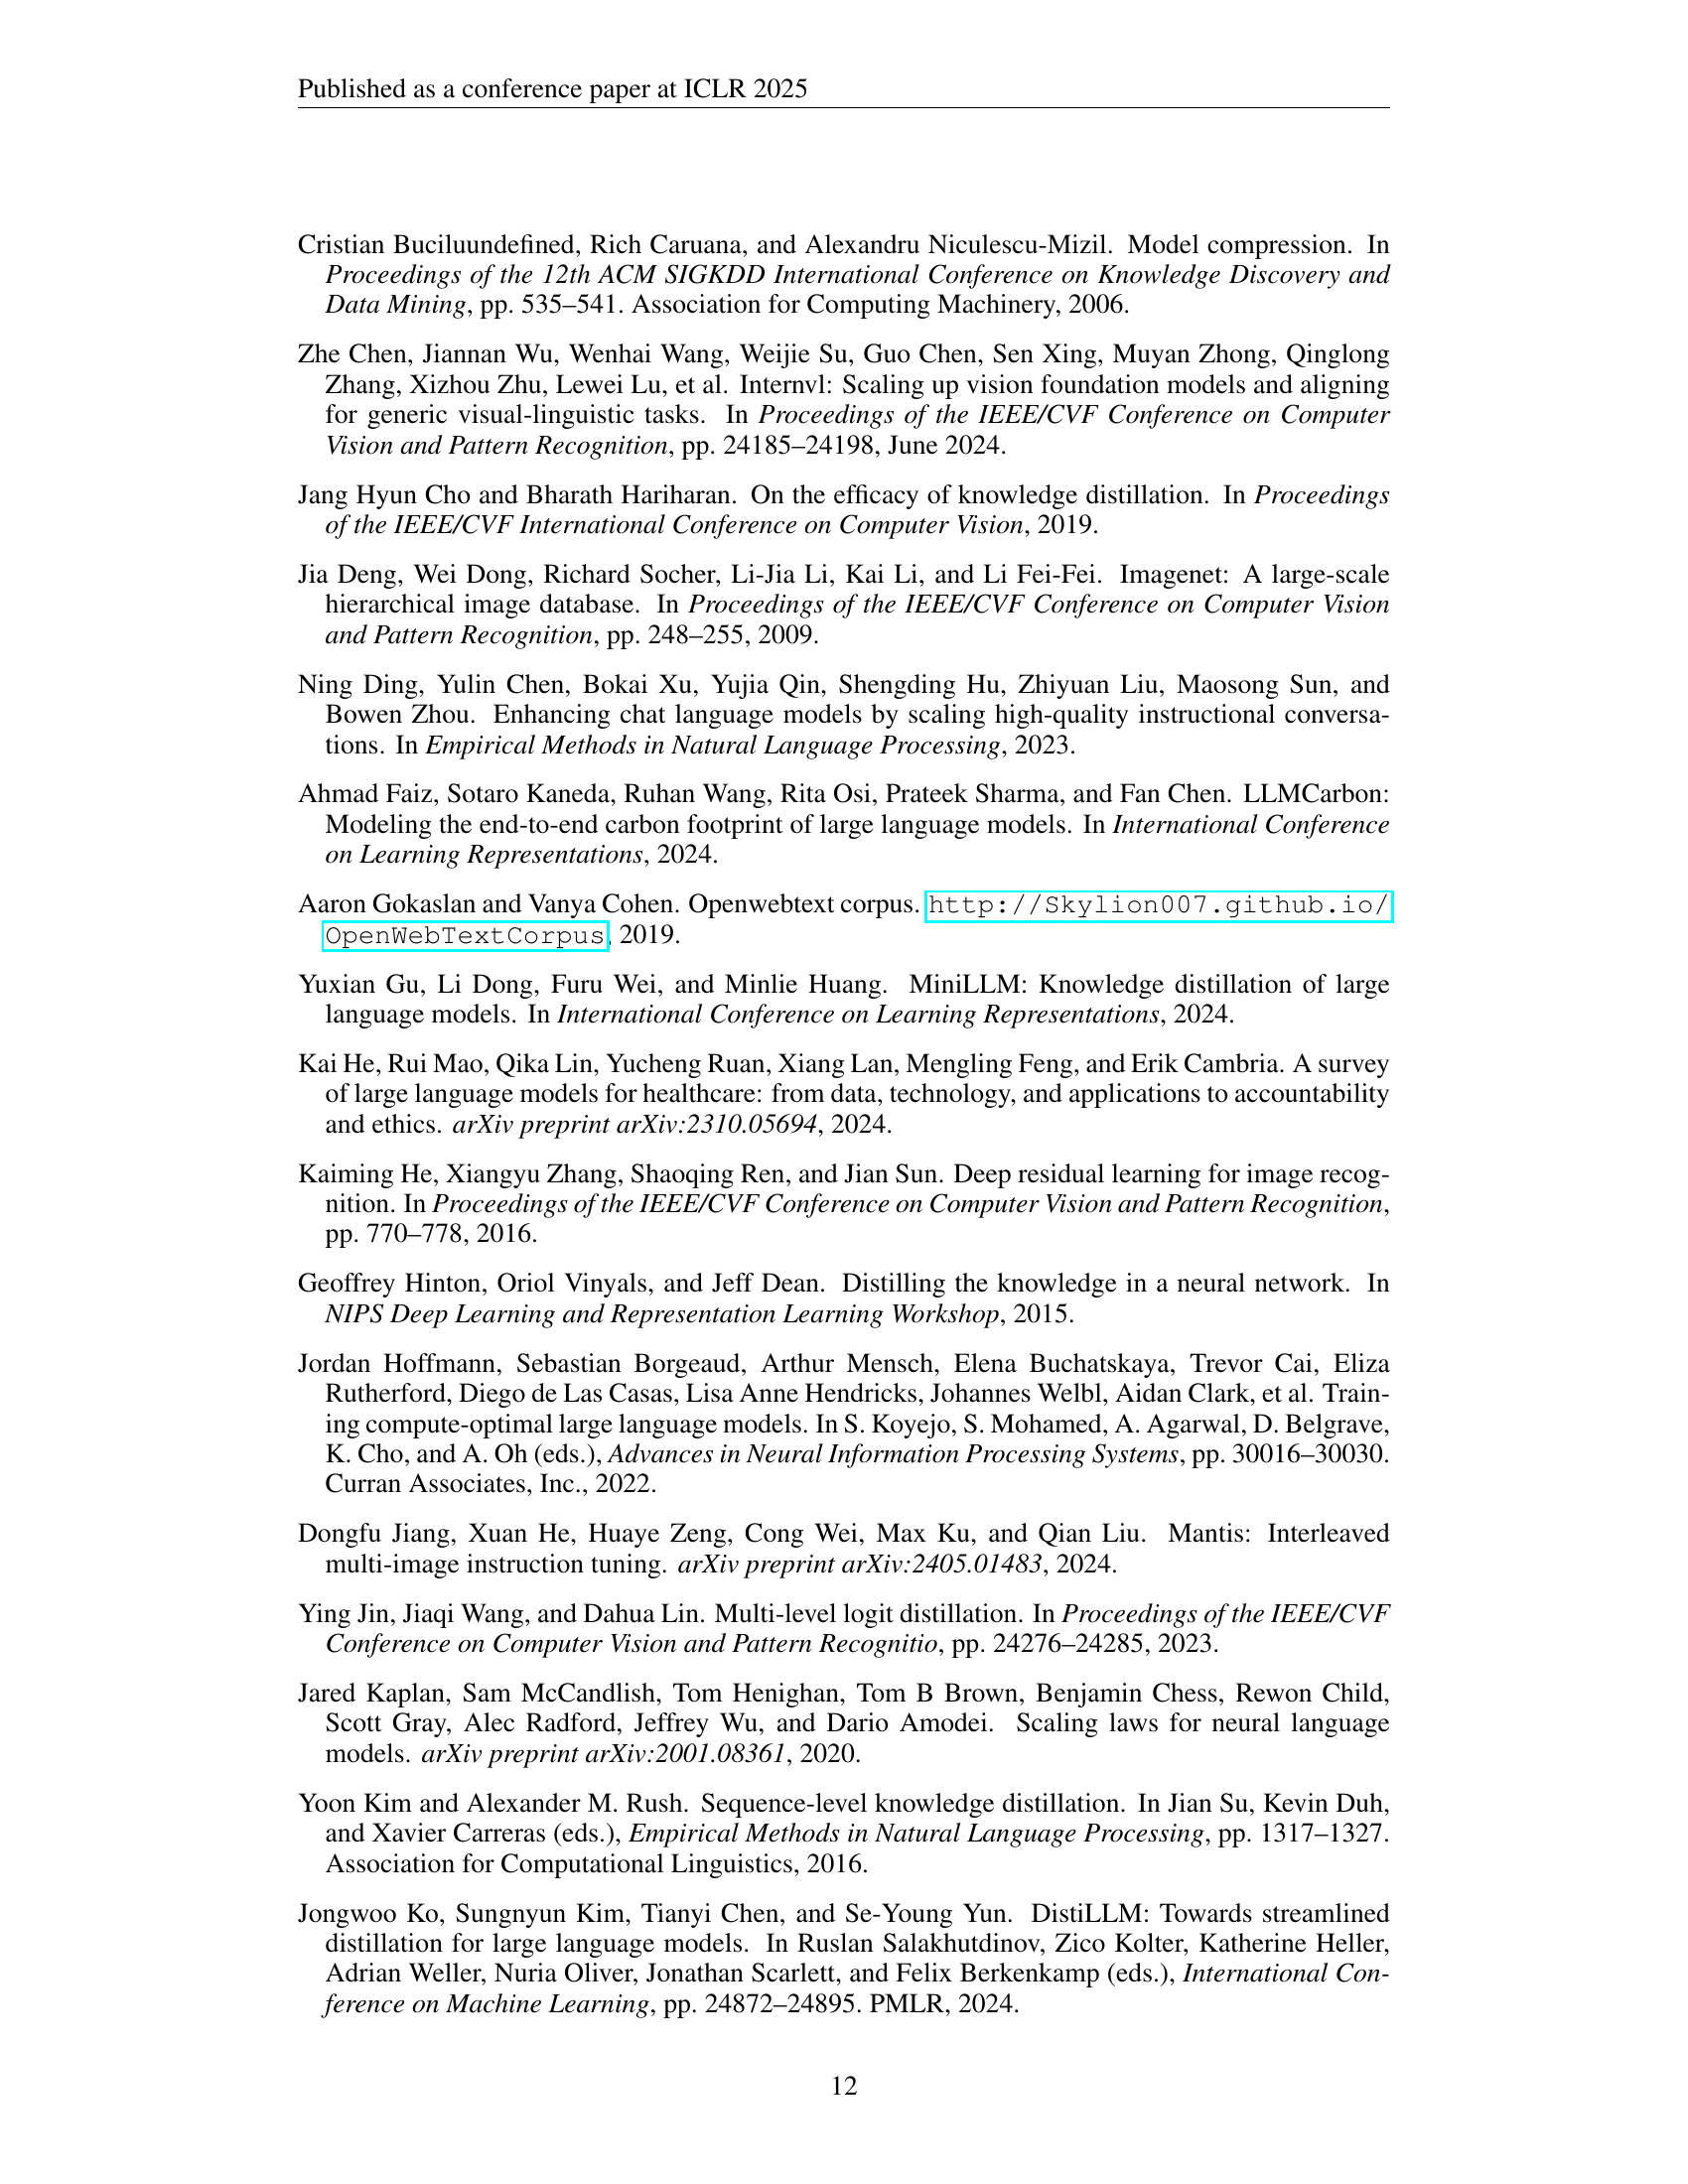 Published as a conference paper at ICLR 2025
Cristian Buciluundefined, Rich Caruana, and Alexandru Niculescu-Mizil. Model compression. In
Proceedings of the 12th ACM SIGKDD International Conference on Knowledge Discovery and
Data Mining, pp. 535–541. Association for Computing Machinery, 2006.
Zhe Chen, Jiannan Wu, Wenhai Wang, Weijie Su, Guo Chen, Sen Xing, Muyan Zhong, Qinglong
Zhang, Xizhou Zhu, Lewei Lu, et al. Internvl: Scaling up vision foundation models and aligning
for generic visual-linguistic tasks. In Proceedings of the IEEE/CVF Conference on Computer
Vision and Pattern Recognition, pp. 24185–24198, June 2024.
Jang Hyun Cho and Bharath Hariharan. On the efficacy of knowledge distillation. In Proceedings
of the IEEE/CVF International Conference on Computer Vision, 2019.
Jia Deng, Wei Dong, Richard Socher, Li-Jia Li, Kai Li, and Li Fei-Fei. Imagenet: A large-scale
hierarchical image database. In Proceedings of the IEEE/CVF Conference on Computer Vision
and Pattern Recognition, pp. 248–255, 2009.
Ning Ding, Yulin Chen, Bokai Xu, Yujia Qin, Shengding Hu, Zhiyuan Liu, Maosong Sun, and
Bowen Zhou. Enhancing chat language models by scaling high-quality instructional conversa-
tions. In Empirical Methods in Natural Language Processing, 2023.
Ahmad Faiz, Sotaro Kaneda, Ruhan Wang, Rita Osi, Prateek Sharma, and Fan Chen. LLMCarbon:
Modeling the end-to-end carbon footprint of large language models. In International Conference
on Learning Representations, 2024.
Aaron Gokaslan and Vanya Cohen. Openwebtext corpus. http://Skylion007.github.io/
OpenWebTextCorpus, 2019.
Yuxian Gu, Li Dong, Furu Wei, and Minlie Huang. MiniLLM: Knowledge distillation of large
language models. In International Conference on Learning Representations, 2024.
Kai He, Rui Mao, Qika Lin, Yucheng Ruan, Xiang Lan, Mengling Feng, and Erik Cambria. A survey
of large language models for healthcare: from data, technology, and applications to accountability
and ethics. arXiv preprint arXiv:2310.05694, 2024.
Kaiming He, Xiangyu Zhang, Shaoqing Ren, and Jian Sun. Deep residual learning for image recog-
nition. In Proceedings of the IEEE/CVF Conference on Computer Vision and Pattern Recognition,
pp. 770–778, 2016.
Geoffrey Hinton, Oriol Vinyals, and Jeff Dean. Distilling the knowledge in a neural network. In
NIPS Deep Learning and Representation Learning Workshop, 2015.
Jordan Hoffmann, Sebastian Borgeaud, Arthur Mensch, Elena Buchatskaya, Trevor Cai, Eliza
Rutherford, Diego de Las Casas, Lisa Anne Hendricks, Johannes Welbl, Aidan Clark, et al. Train-
ing compute-optimal large language models. In S. Koyejo, S. Mohamed, A. Agarwal, D. Belgrave,
K. Cho, and A. Oh (eds.), Advances in Neural Information Processing Systems, pp. 30016–30030.
Curran Associates, Inc., 2022.
Dongfu Jiang, Xuan He, Huaye Zeng, Cong Wei, Max Ku, and Qian Liu. Mantis: Interleaved
multi-image instruction tuning. arXiv preprint arXiv:2405.01483, 2024.
Ying Jin, Jiaqi Wang, and Dahua Lin. Multi-level logit distillation. In Proceedings of the IEEE/CVF
Conference on Computer Vision and Pattern Recognitio, pp. 24276–24285, 2023.
Jared Kaplan, Sam McCandlish, Tom Henighan, Tom B Brown, Benjamin Chess, Rewon Child,
Scott Gray, Alec Radford, Jeffrey Wu, and Dario Amodei. Scaling laws for neural language
models. arXiv preprint arXiv:2001.08361, 2020.
Yoon Kim and Alexander M. Rush. Sequence-level knowledge distillation. In Jian Su, Kevin Duh,
and Xavier Carreras (eds.), Empirical Methods in Natural Language Processing, pp. 1317–1327.
Association for Computational Linguistics, 2016.
Jongwoo Ko, Sungnyun Kim, Tianyi Chen, and Se-Young Yun. DistiLLM: Towards streamlined
distillation for large language models. In Ruslan Salakhutdinov, Zico Kolter, Katherine Heller,
Adrian Weller, Nuria Oliver, Jonathan Scarlett, and Felix Berkenkamp (eds.), International Con-
ference on Machine Learning, pp. 24872–24895. PMLR, 2024.
12